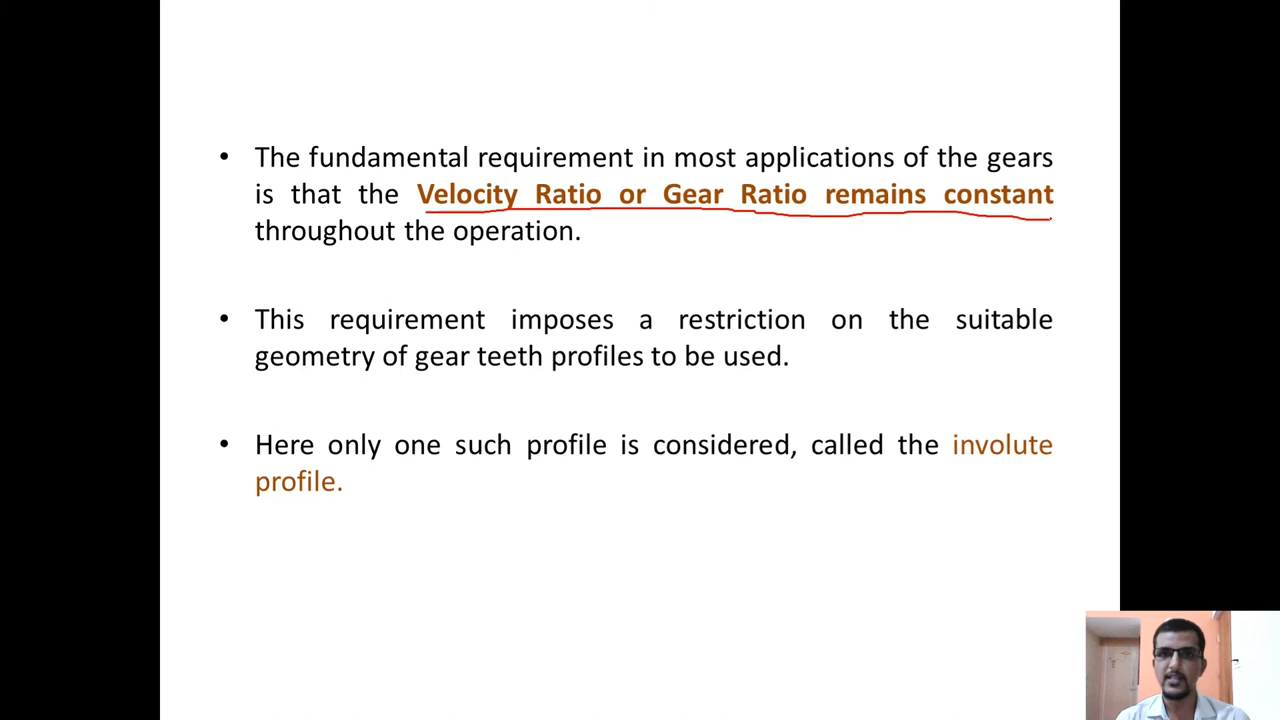 • The fundamental requirement in most applications of the gears
is that the Velocity Ratio or Gear Ratio remains constant
throughout the operation.
• This requirement imposes a restriction on the suitable
geometry of gear teeth profiles to be used.
• Here only one such profile is considered, called the involute
profile.